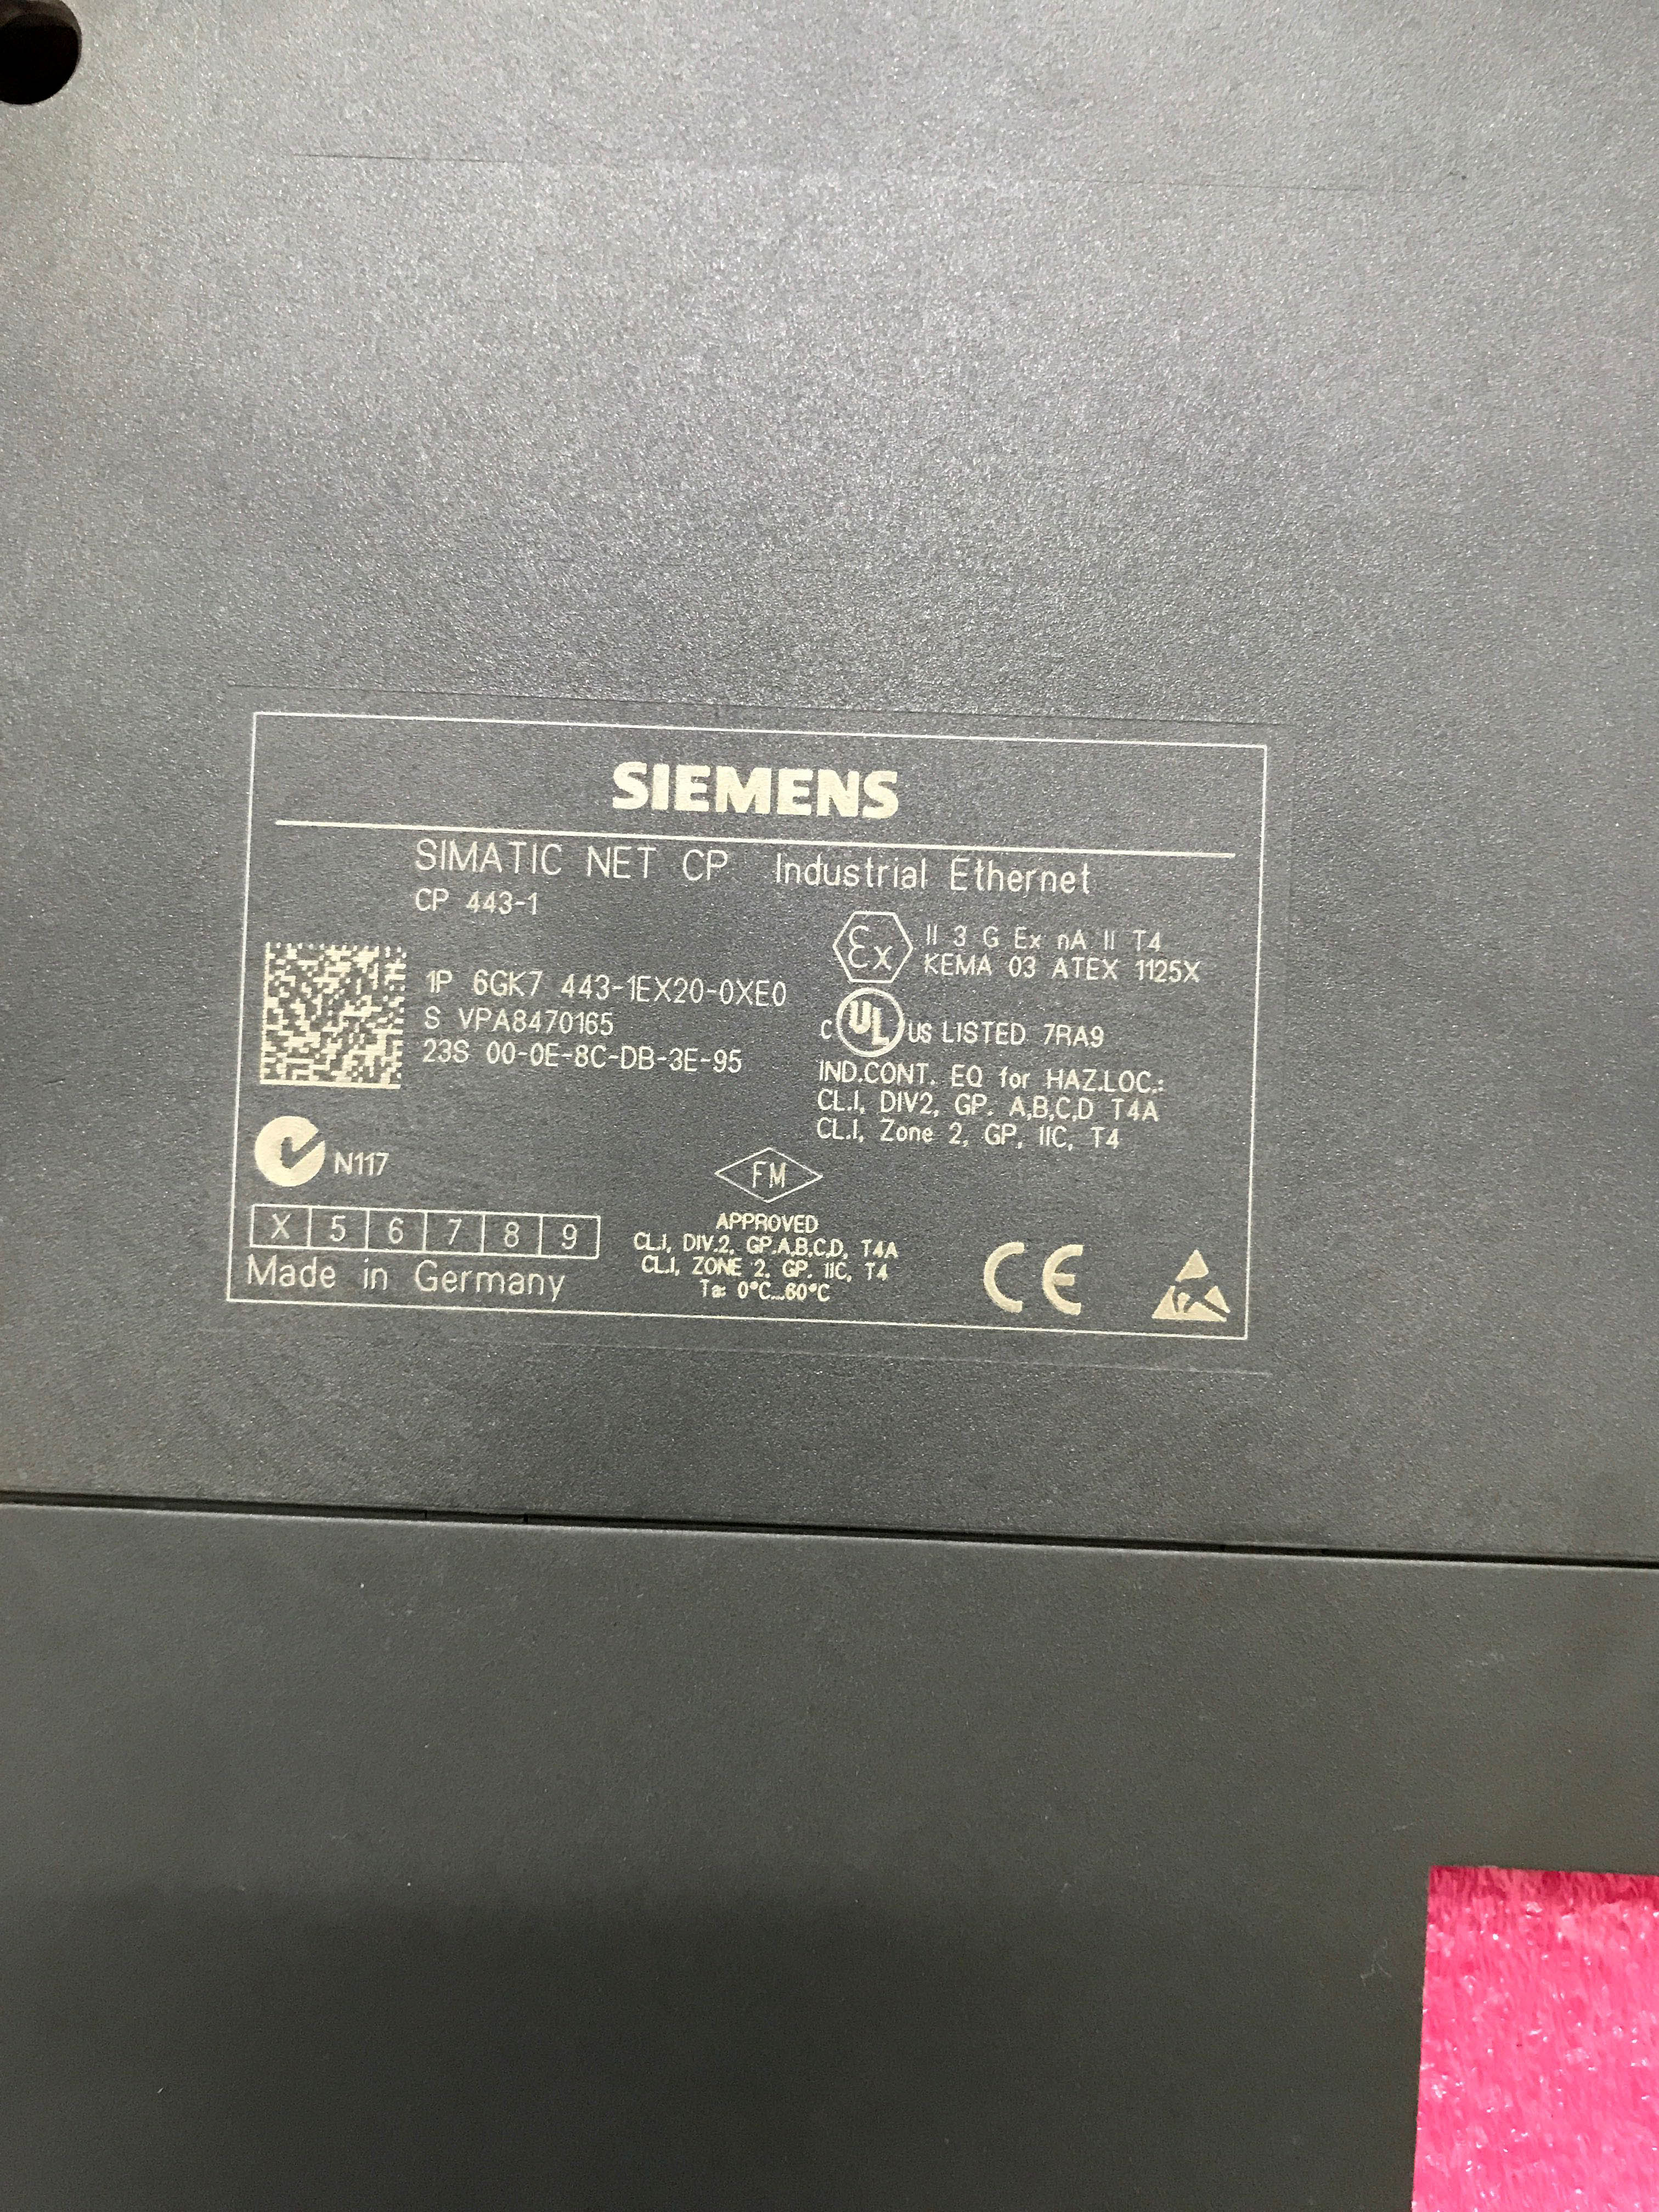 SIEMENS
SIMATIC NET CP Industrial Ethernet
CP 443-1
Ex II 3 G Ex nA II T4
KEMA 03 ATEX 1125X
1P 6GK7 443-1EX20-0XE0
S VPA8470165
23S 00-0E-8C-DB-3E-95
C UL US LISTED 7RA9
IND.CONT. EQ for HAZ.LOC.:
CL.I, DIV2, GP. A,B,C,D T4A
CL.I, Zone 2, GP, IIC, T4
N117
FM
APPROVED
CL.I, DIV.2, GP.A,B,C,D, T4A
CL.I, ZONE 2, GP. IIC, T4
Ta: 0°C...60°C
X 5 6 7 8 9
Made in Germany
CE